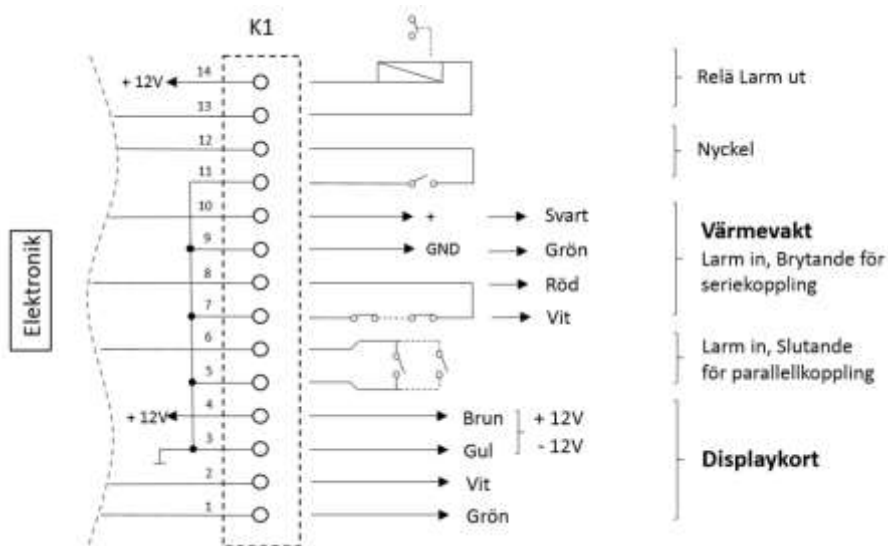 K1
+ 12V 14
Relä Larm ut
13
12
Nyckel
11
10 + Svart
Värmevakt
9 GND Grön
Larm in, Brytande för
8 Röd
seriekoppling
7 Vit
Elektronik
6
Larm in, Slutande
för parallellkoppling
5
+ 12V 4 Brun + 12V
3 Gul - 12V
Displaykort
2 Vit
1 Grön